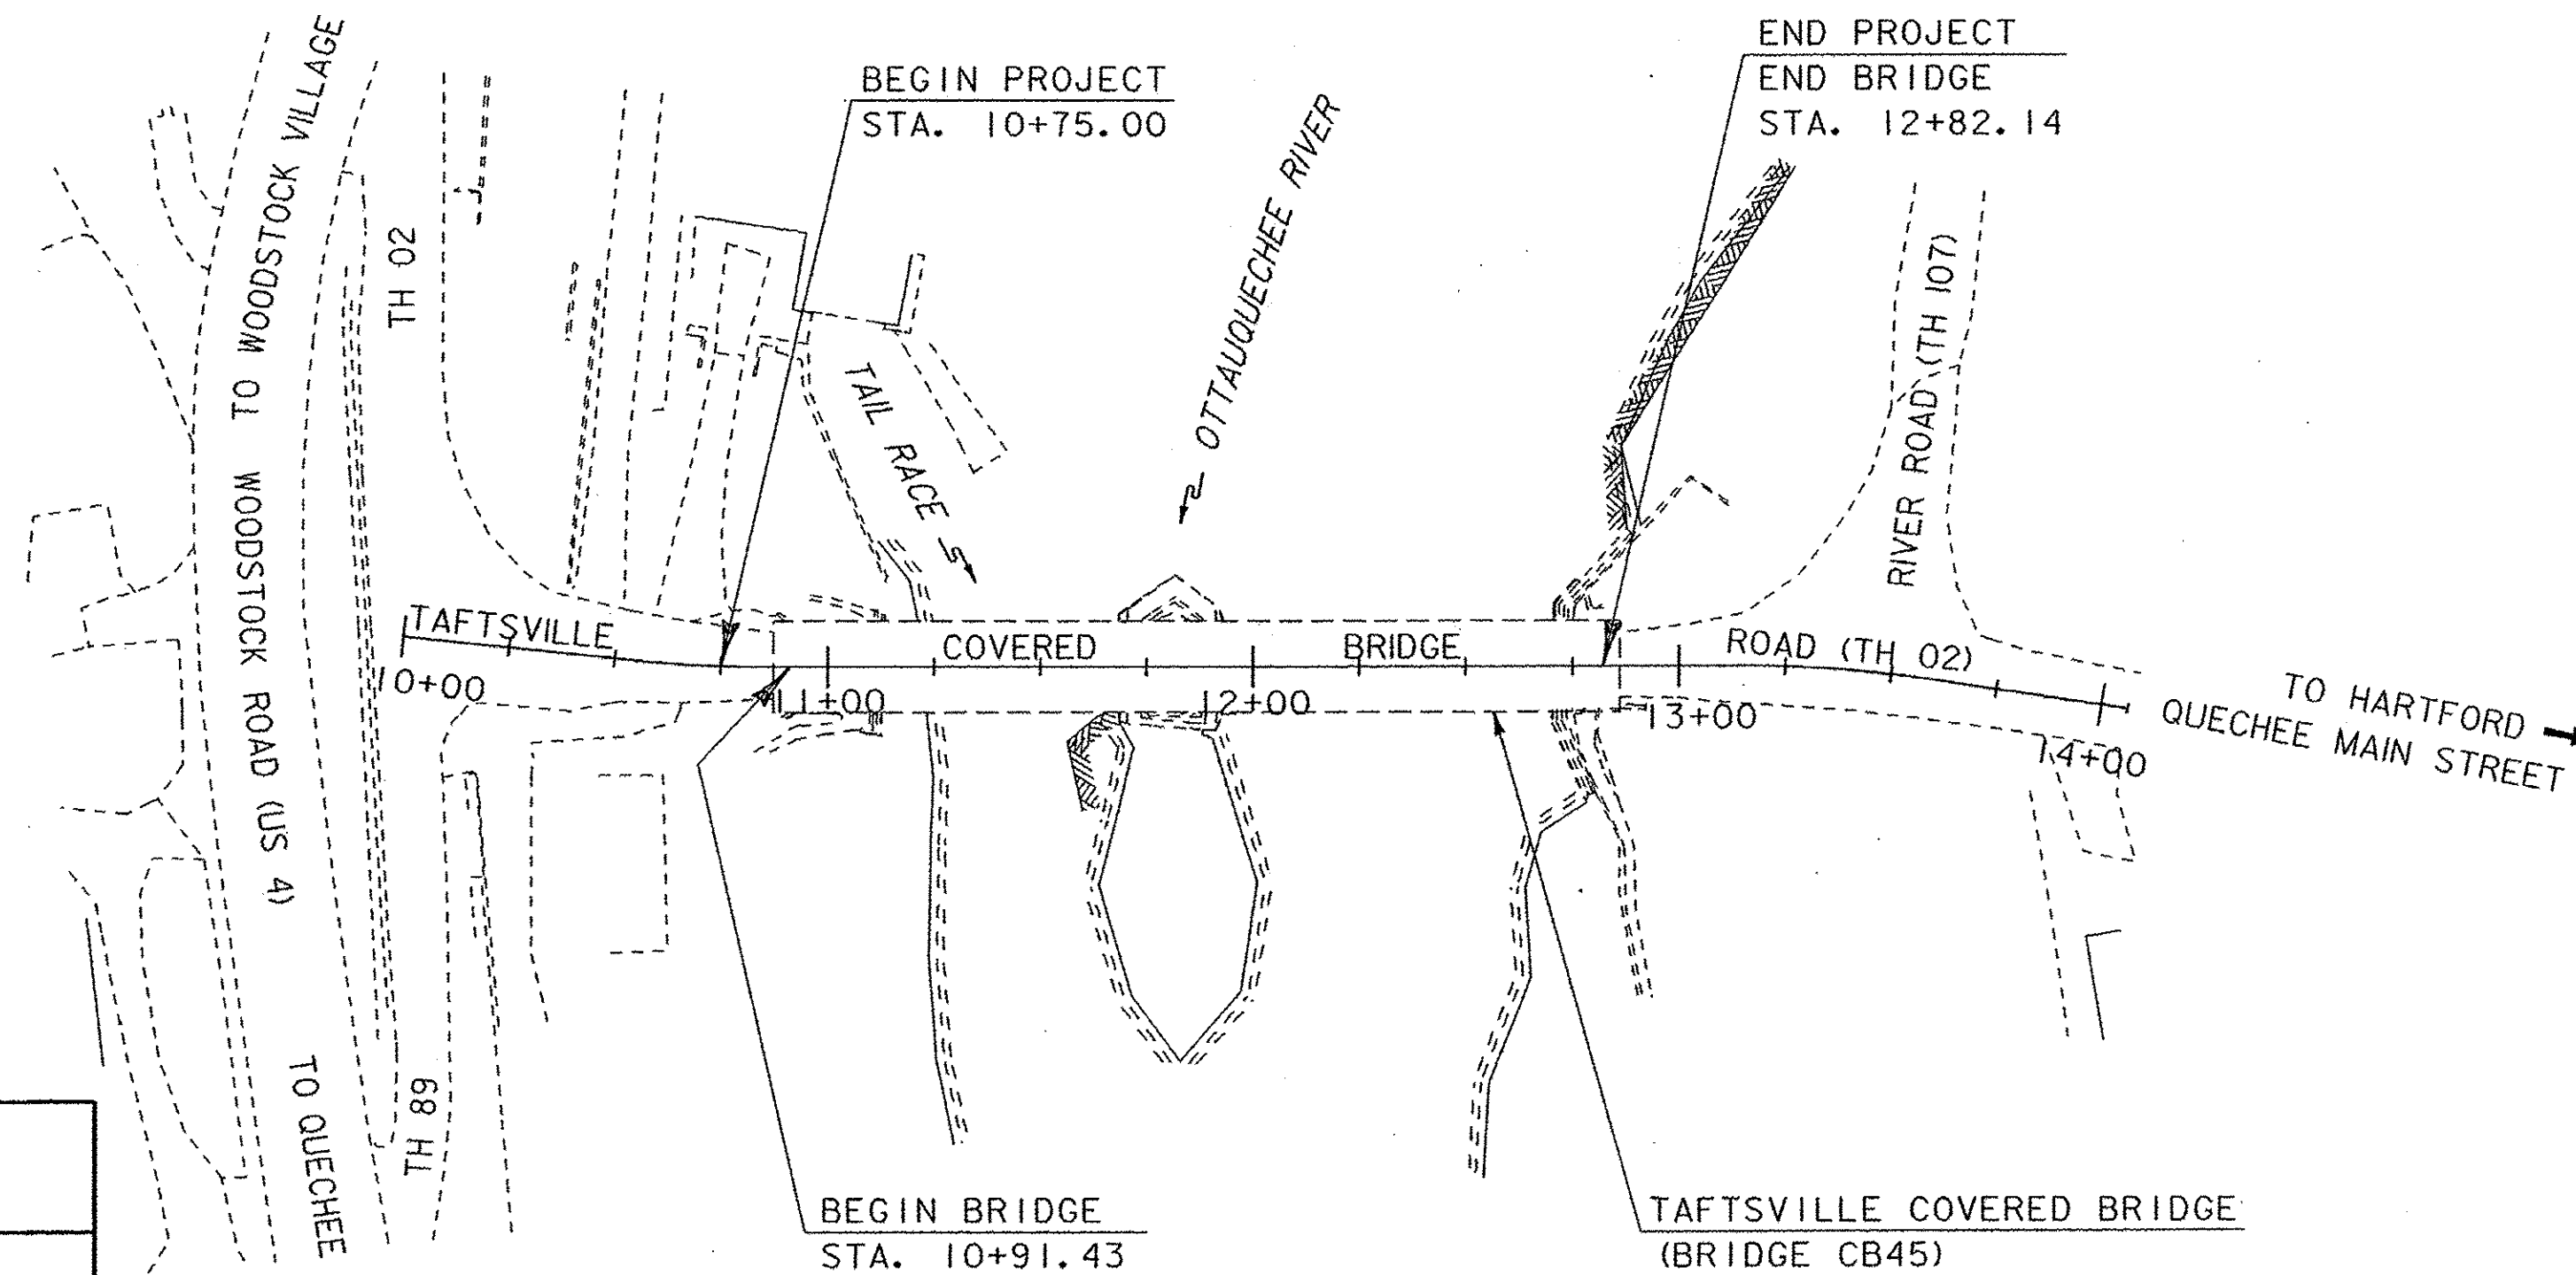 END PROJECT
END BRIDGE
STA. 12+82.14
BEGIN PROJECT
STA. 10+75.00
TO WOODSTOCK VILLAGE
WOODSTOCK ROAD (US 4)
TO QUECHEE
TH 02
TH 89
TAIL RACE
OTTAUQUECHEE RIVER
RIVER ROAD (TH 107)
TAFTSVILLE COVERED BRIDGE ROAD (TH 02)
10+00 11+00 12+00 13+00 14+00
TO HARTFORD
QUECHEE MAIN STREET
BEGIN BRIDGE
STA. 10+91.43
TAFTSVILLE COVERED BRIDGE
(BRIDGE CB45)